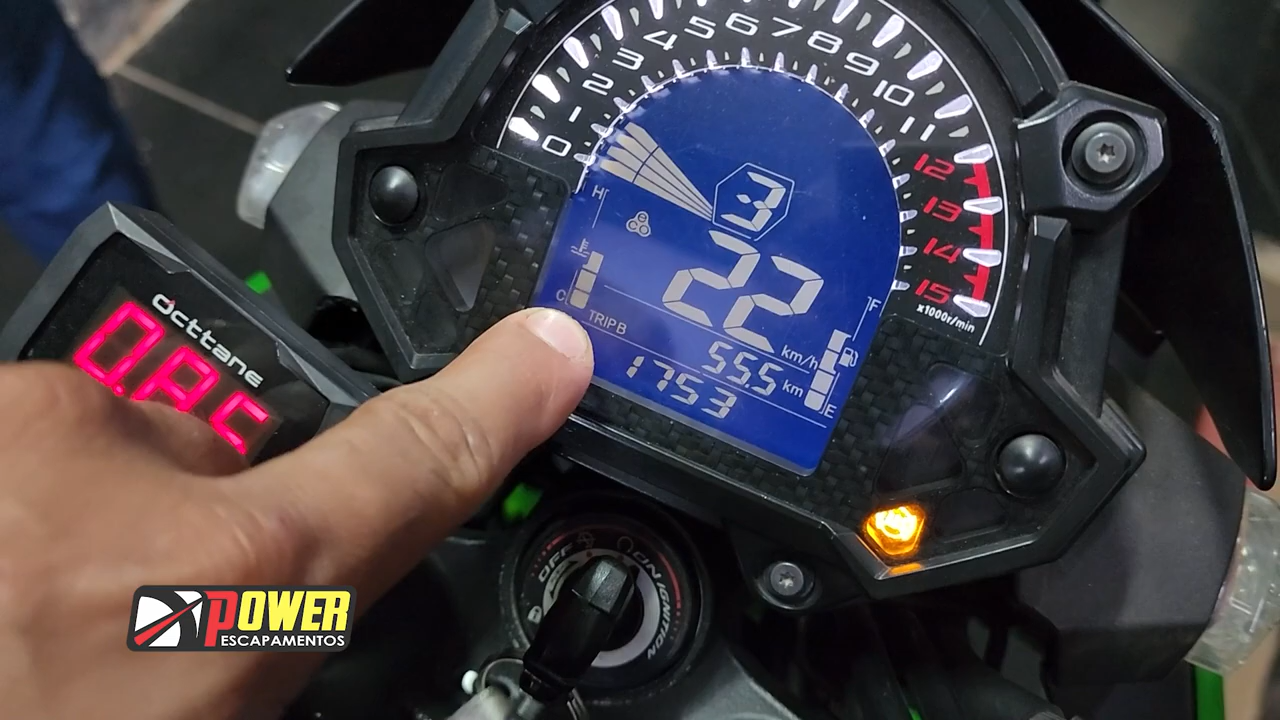 0 1 2 3 4 5 6 7 8 9 10 11 12 13 14 15
x1000r/min
H
3
C
22
km/h
F
TRIP B
55.5 km
1753
E
Octtane
OFF
ON IGNITION
POWER
ESCAPAMENTOS